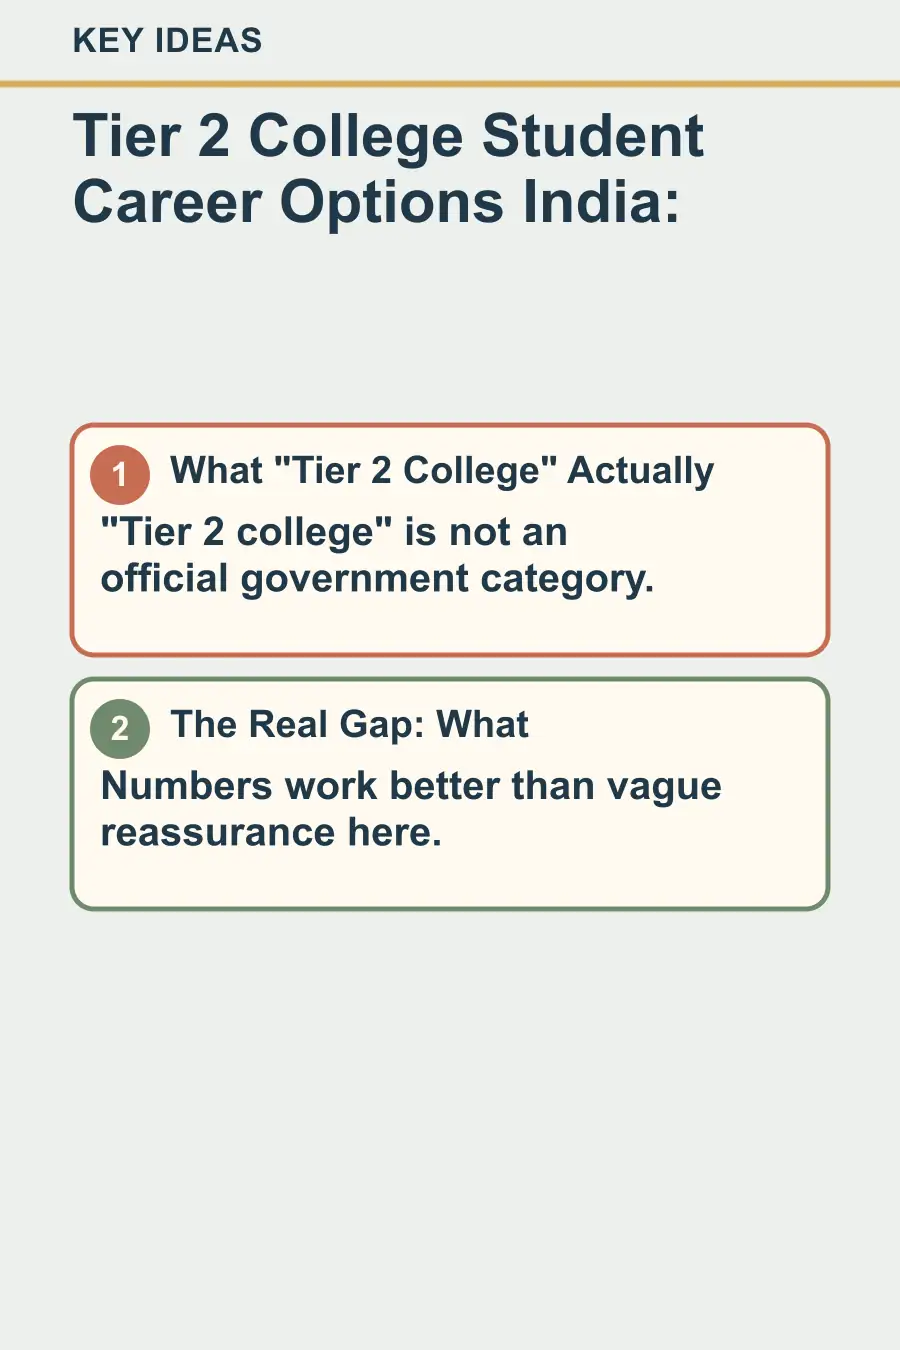 KEY IDEAS
Tier 2 College Student
Career Options India:
1 What "Tier 2 College" Actually
"Tier 2 college" is not an
official government category.
2 The Real Gap: What
Numbers work better than vague
reassurance here.